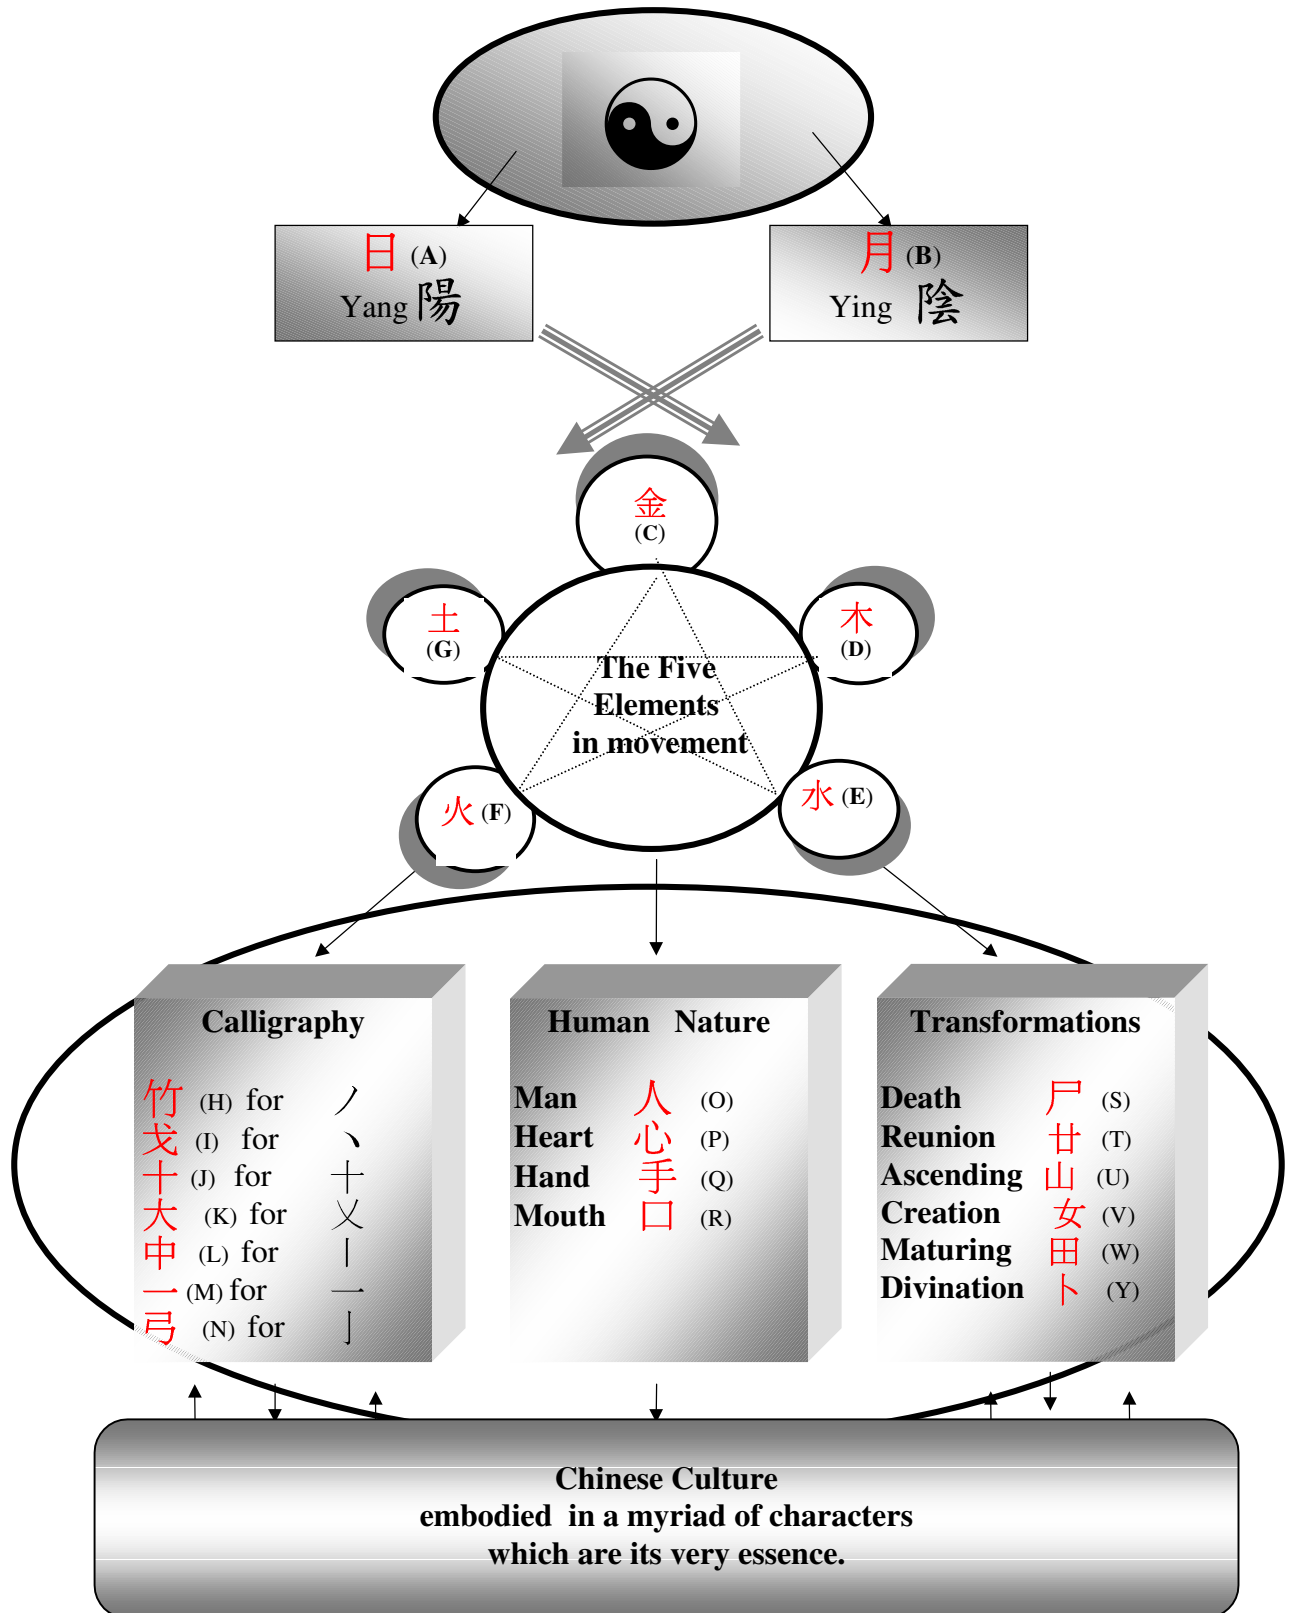 日 (A)
Yang 陽
月 (B)
Ying 陰
金
(C)
土
(G)
木
(D)
The Five
Elements
in movement
火 (F)
水 (E)
Calligraphy
竹 (H) for ノ
戈 (I) for 丶
十 (J) for 十
大 (K) for 乂
中 (L) for 丨
一 (M) for 一
弓 (N) for 亅
Human Nature
Man 人 (O)
Heart 心 (P)
Hand 手 (Q)
Mouth 口 (R)
Transformations
Death 尸 (S)
Reunion 廿 (T)
Ascending 山 (U)
Creation 女 (V)
Maturing 田 (W)
Divination 卜 (Y)
Chinese Culture
embodied in a myriad of characters
which are its very essence.